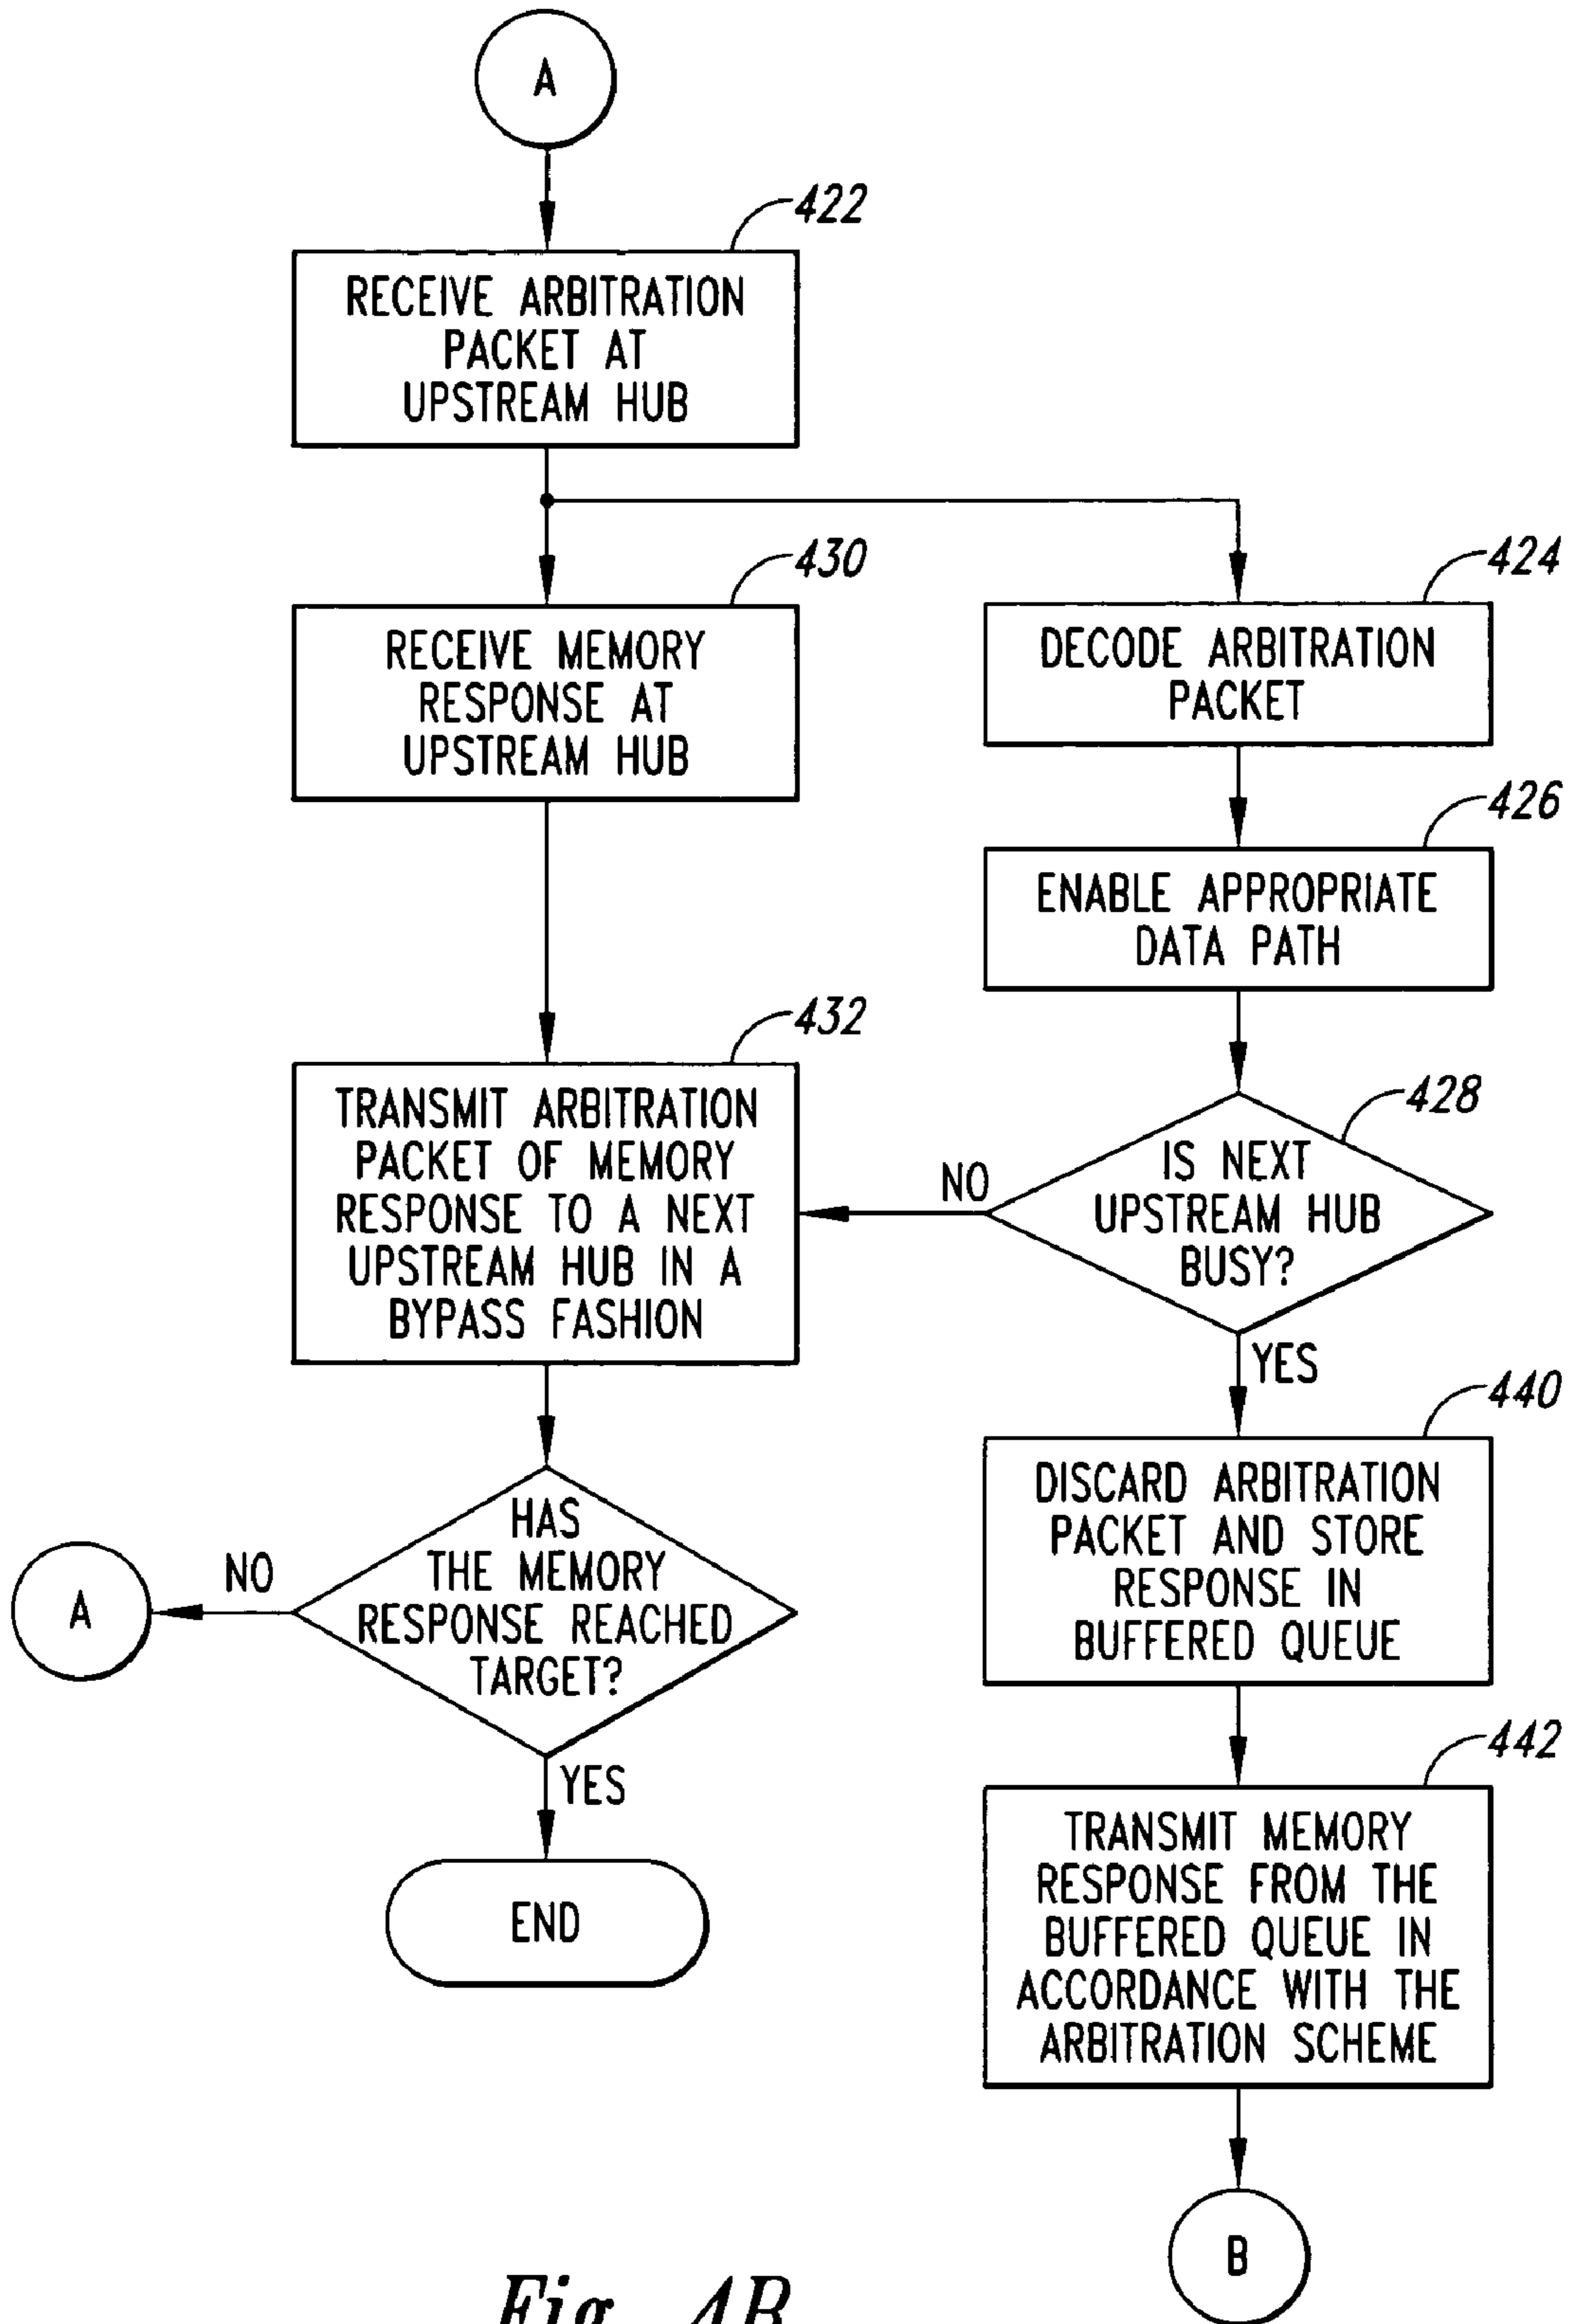 A
422
RECEIVE ARBITRATION
PACKET AT
UPSTREAM HUB
430
RECEIVE MEMORY
RESPONSE AT
UPSTREAM HUB
424
DECODE ARBITRATION
PACKET
426
ENABLE APPROPRIATE
DATA PATH
432
TRANSMIT ARBITRATION
PACKET OF MEMORY
RESPONSE TO A NEXT
UPSTREAM HUB IN A
BYPASS FASHION
428
IS NEXT
UPSTREAM HUB
BUSY?
NO
YES
440
DISCARD ARBITRATION
PACKET AND STORE
RESPONSE IN
BUFFERED QUEUE
HAS
THE MEMORY
RESPONSE REACHED
TARGET?
NO
A
YES
END
442
TRANSMIT MEMORY
RESPONSE FROM THE
BUFFERED QUEUE IN
ACCORDANCE WITH THE
ARBITRATION SCHEME
B
Fig. 4B